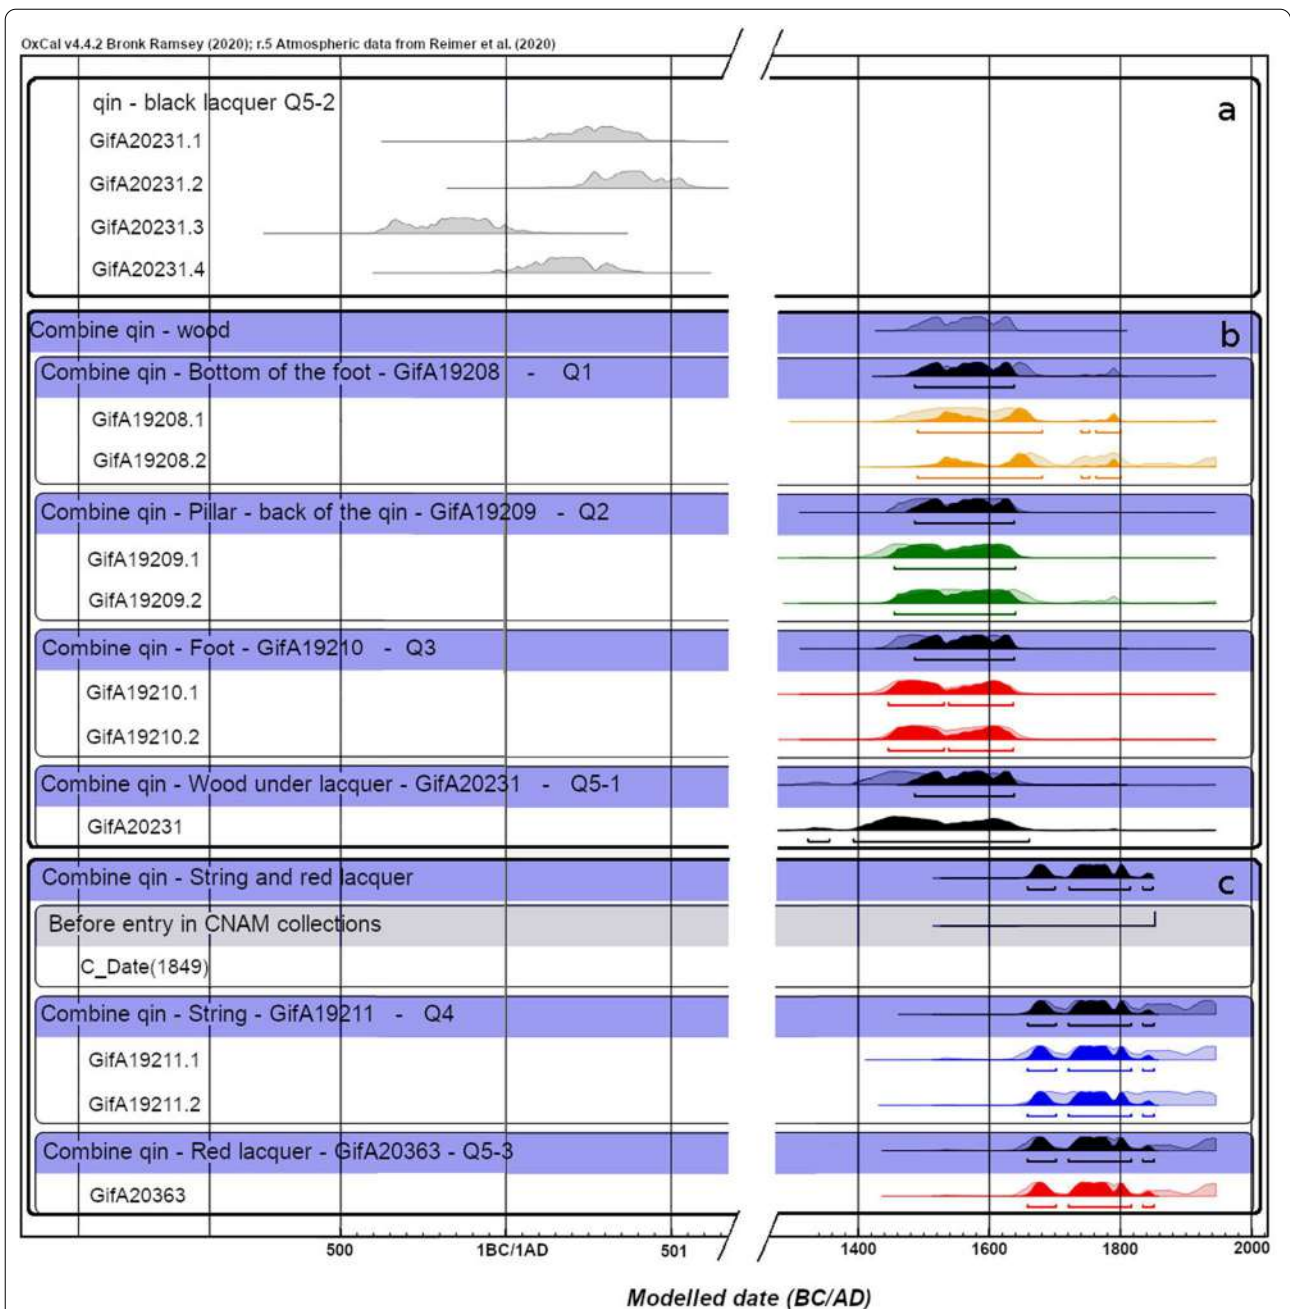 OxCal v4.4.2 Bronk Ramsey (2020); r.5 Atmospheric data from Reimer et al. (2020)
qin - black lacquer Q5-2
a
GifA20231.1
GifA20231.2
GifA20231.3
GifA20231.4
Combine qin - wood
b
Combine qin - Bottom of the foot - GifA19208 - Q1
GifA19208.1
GifA19208.2
Combine qin - Pillar - back of the qin - GifA19209 - Q2
GifA19209.1
GifA19209.2
Combine qin - Foot - GifA19210 - Q3
GifA19210.1
GifA19210.2
Combine qin - Wood under lacquer - GifA20231 - Q5-1
GifA20231
Combine qin - String and red lacquer
c
Before entry in CNAM collections
C_Date(1849)
Combine qin - String - GifA19211 - Q4
GifA19211.1
GifA19211.2
Combine qin - Red lacquer - GifA20363 - Q5-3
GifA20363
500 1BC/1AD 501 1400 1600 1800 2000
Modelled date (BC/AD)